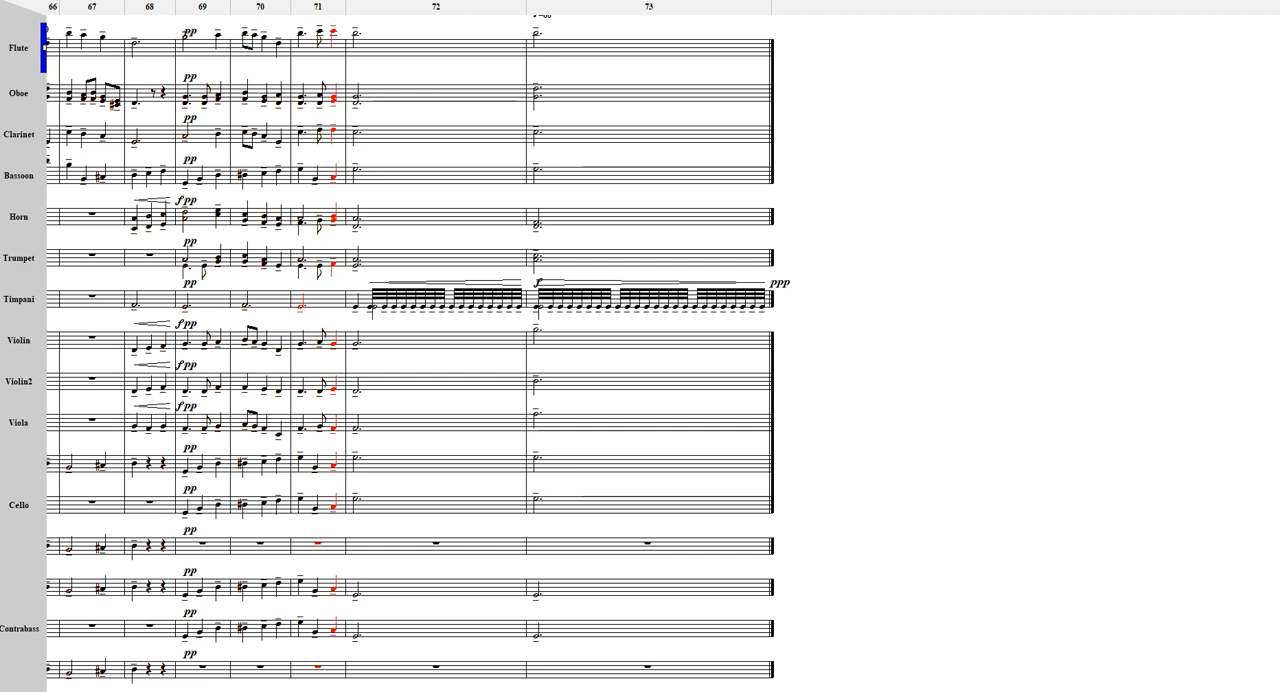 66 67 68 69 70 71 72 73
Flute pp
Oboe pp
Clarinet pp
Bassoon pp
Horn fpp
Trumpet pp
Timpani pp f ppp
Violin fpp
Violin2 fpp
Viola fpp
pp
Cello pp
pp
pp
Contrabass pp
pp